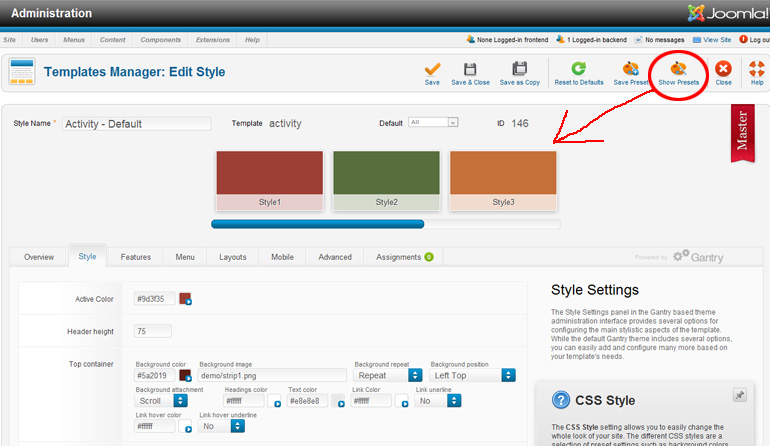 Administration
Joomla!
Site Users Menus Content Components Extensions Help
None Logged-in frontend 1 Logged-in backend No messages View Site Log out
Templates Manager: Edit Style
Save Save & Close Save as Copy Reset to Defaults Save Preset Show Presets Close Help
Style Name * Activity - Default Template activity Default All ID 146
Master
Style1 Style2 Style3
Overview Style Features Menu Layouts Mobile Advanced Assignments 0 Powered by Gantry
Active Color #9d3f35
Header height 75
Top container
Background color Background image Background repeat Background position
#5a2019 demo/strip1.png Repeat Left Top
Background attachment Headings color Text color Link Color Link unerline
Scroll #ffffff #e8e8e8 #ffffff No
Link hover color Link hover underline
#ffffff No
Style Settings
The Style Settings panel in the Gantry based theme
administration interface provides several options for
configuring the main stylistic aspects of the template.
While the default Gantry theme includes several options,
you can easily add and configure many more based on
your template's needs.
CSS Style
The CSS Style setting allows you to easily change the
whole look of your site. The different CSS styles are a
selection of preset settings such as background colors